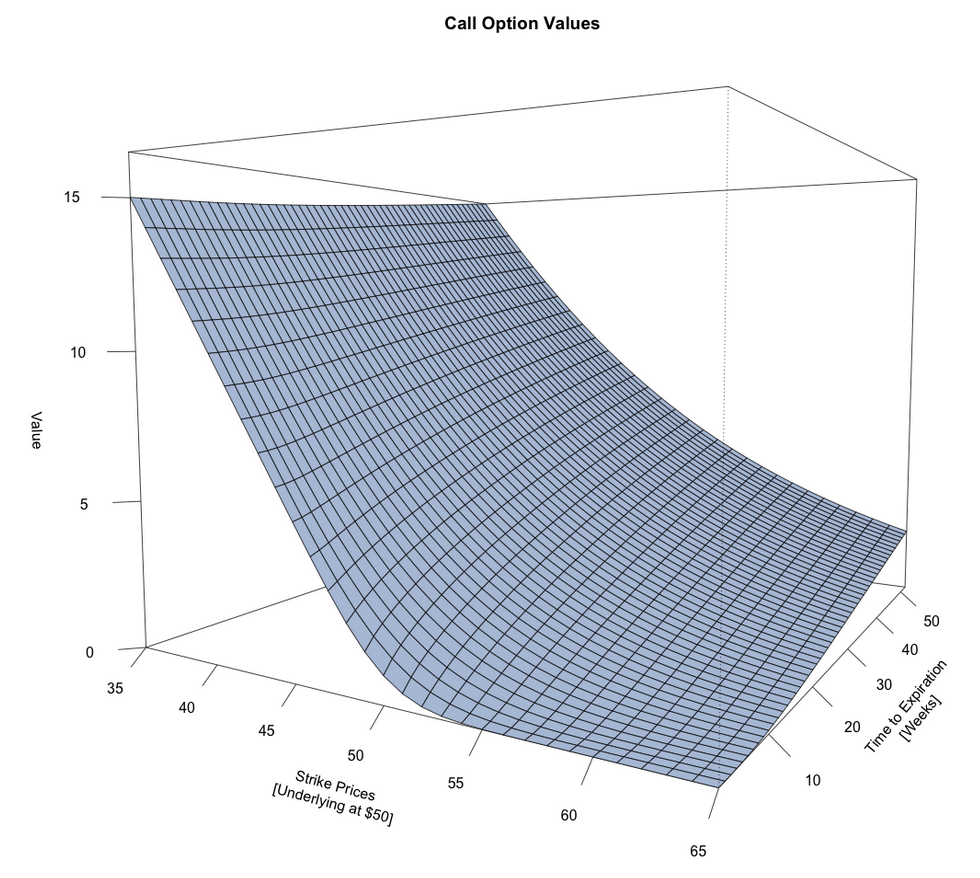 Call Option Values
15
10
5
0
Value
35
40
45
50
55
60
65
Strike Prices
[Underlying at $50]
10
20
30
40
50
Time to Expiration
[Weeks]